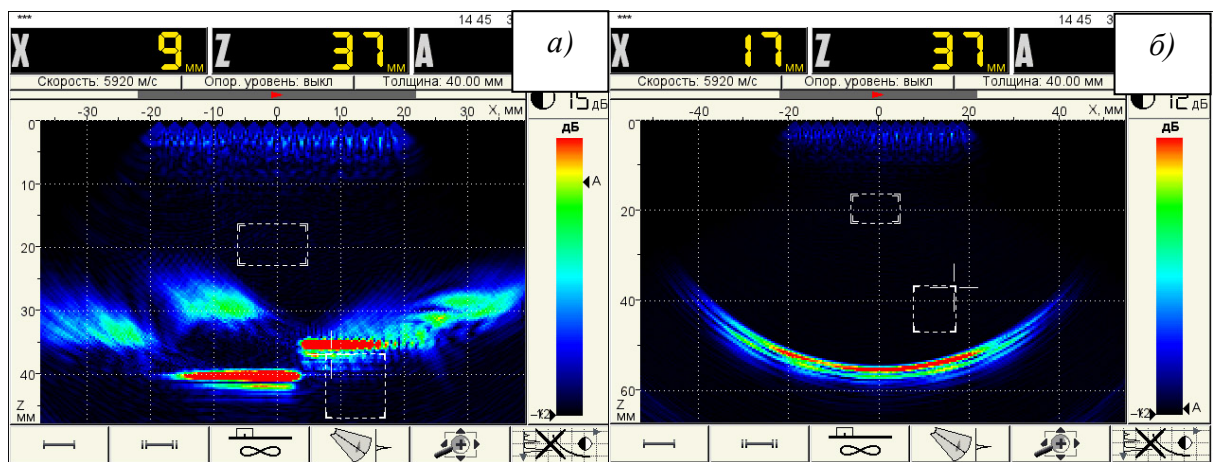 *** 14 45 3
X 9 мм Z 37 мм A
а)
Скорость: 5920 м/с Опор. уровень: выкл Толщина: 40.00 мм
15 дБ
-30 -20 -10 0 10 20 30 X, мм
дБ
0
10
A
20
30
40
Z
мм
*** 14 45 3
X 17 мм Z 37 мм A
б)
Скорость: 5920 м/с Опор. уровень: выкл Толщина: 40.00 мм
12 дБ
-40 -20 0 20 40 X, мм
дБ
0
20
40
60
A
Z
мм